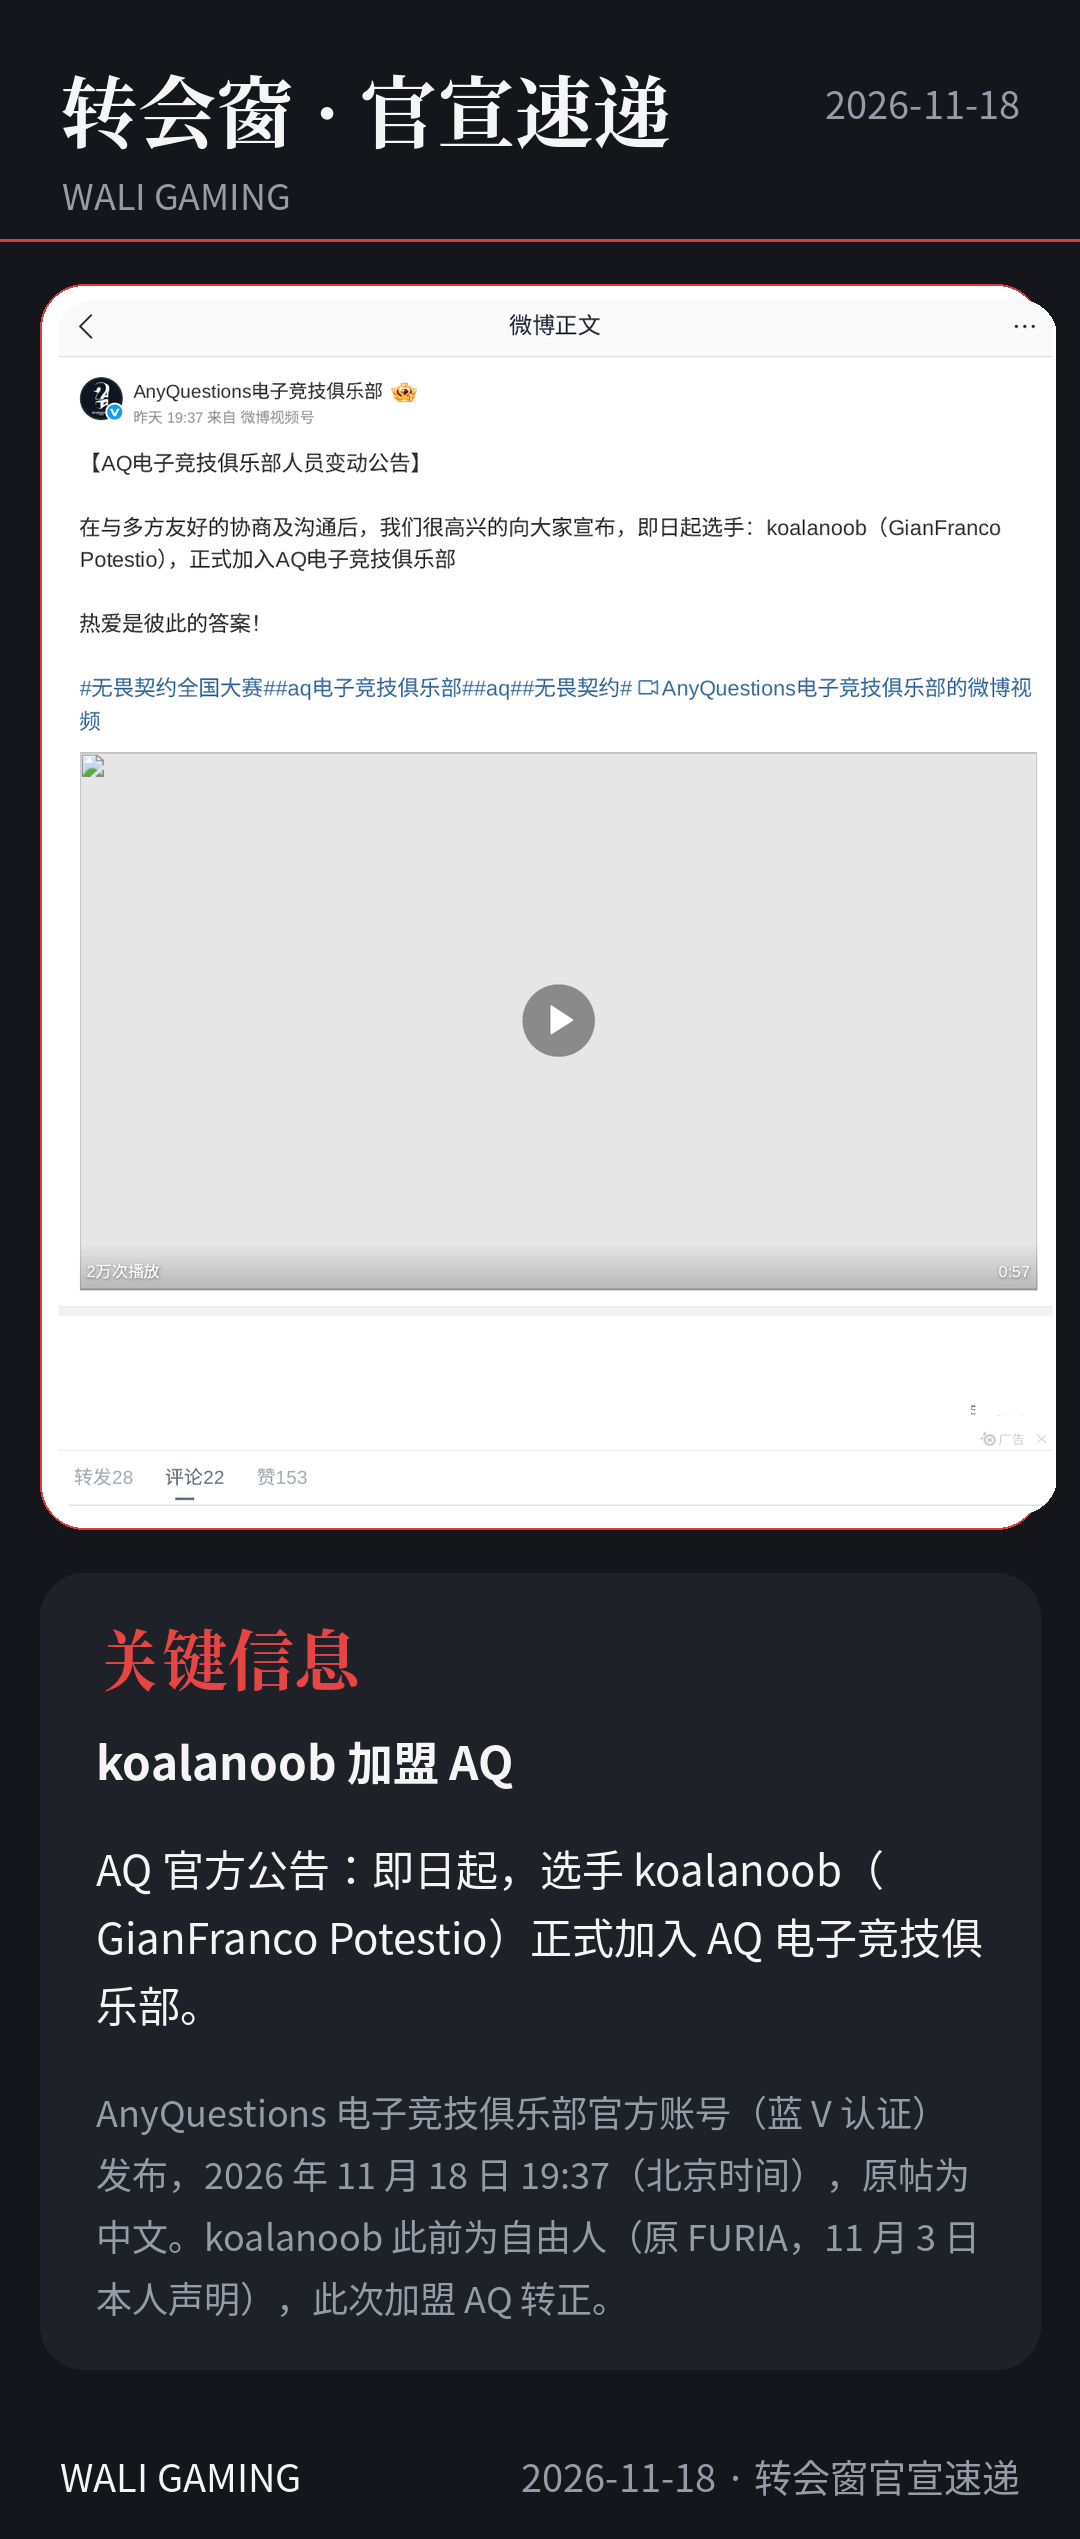 转会窗 · 官宣速递
2026-11-18
WALI GAMING
微博正文
AnyQuestions电子竞技俱乐部
昨天 19:37 来自 微博视频号
【AQ电子竞技俱乐部人员变动公告】
在与多方友好的协商及沟通后，我们很高兴的向大家宣布，即日起选手：koalanoob（GianFranco
Potestio），正式加入AQ电子竞技俱乐部
热爱是彼此的答案！
#无畏契约全国大赛##aq电子竞技俱乐部##aq##无畏契约# AnyQuestions电子竞技俱乐部的微博视
频
2万次播放
0:57
广告
转发28 评论22 赞153
关键信息
koalanoob 加盟 AQ
AQ 官方公告：即日起，选手 koalanoob（
GianFranco Potestio）正式加入 AQ 电子竞技俱
乐部。
AnyQuestions 电子竞技俱乐部官方账号（蓝 V 认证）
发布，2026 年 11 月 18 日 19:37（北京时间），原帖为
中文。koalanoob 此前为自由人（原 FURIA，11 月 3 日
本人声明），此次加盟 AQ 转正。
WALI GAMING
2026-11-18 · 转会窗官宣速递